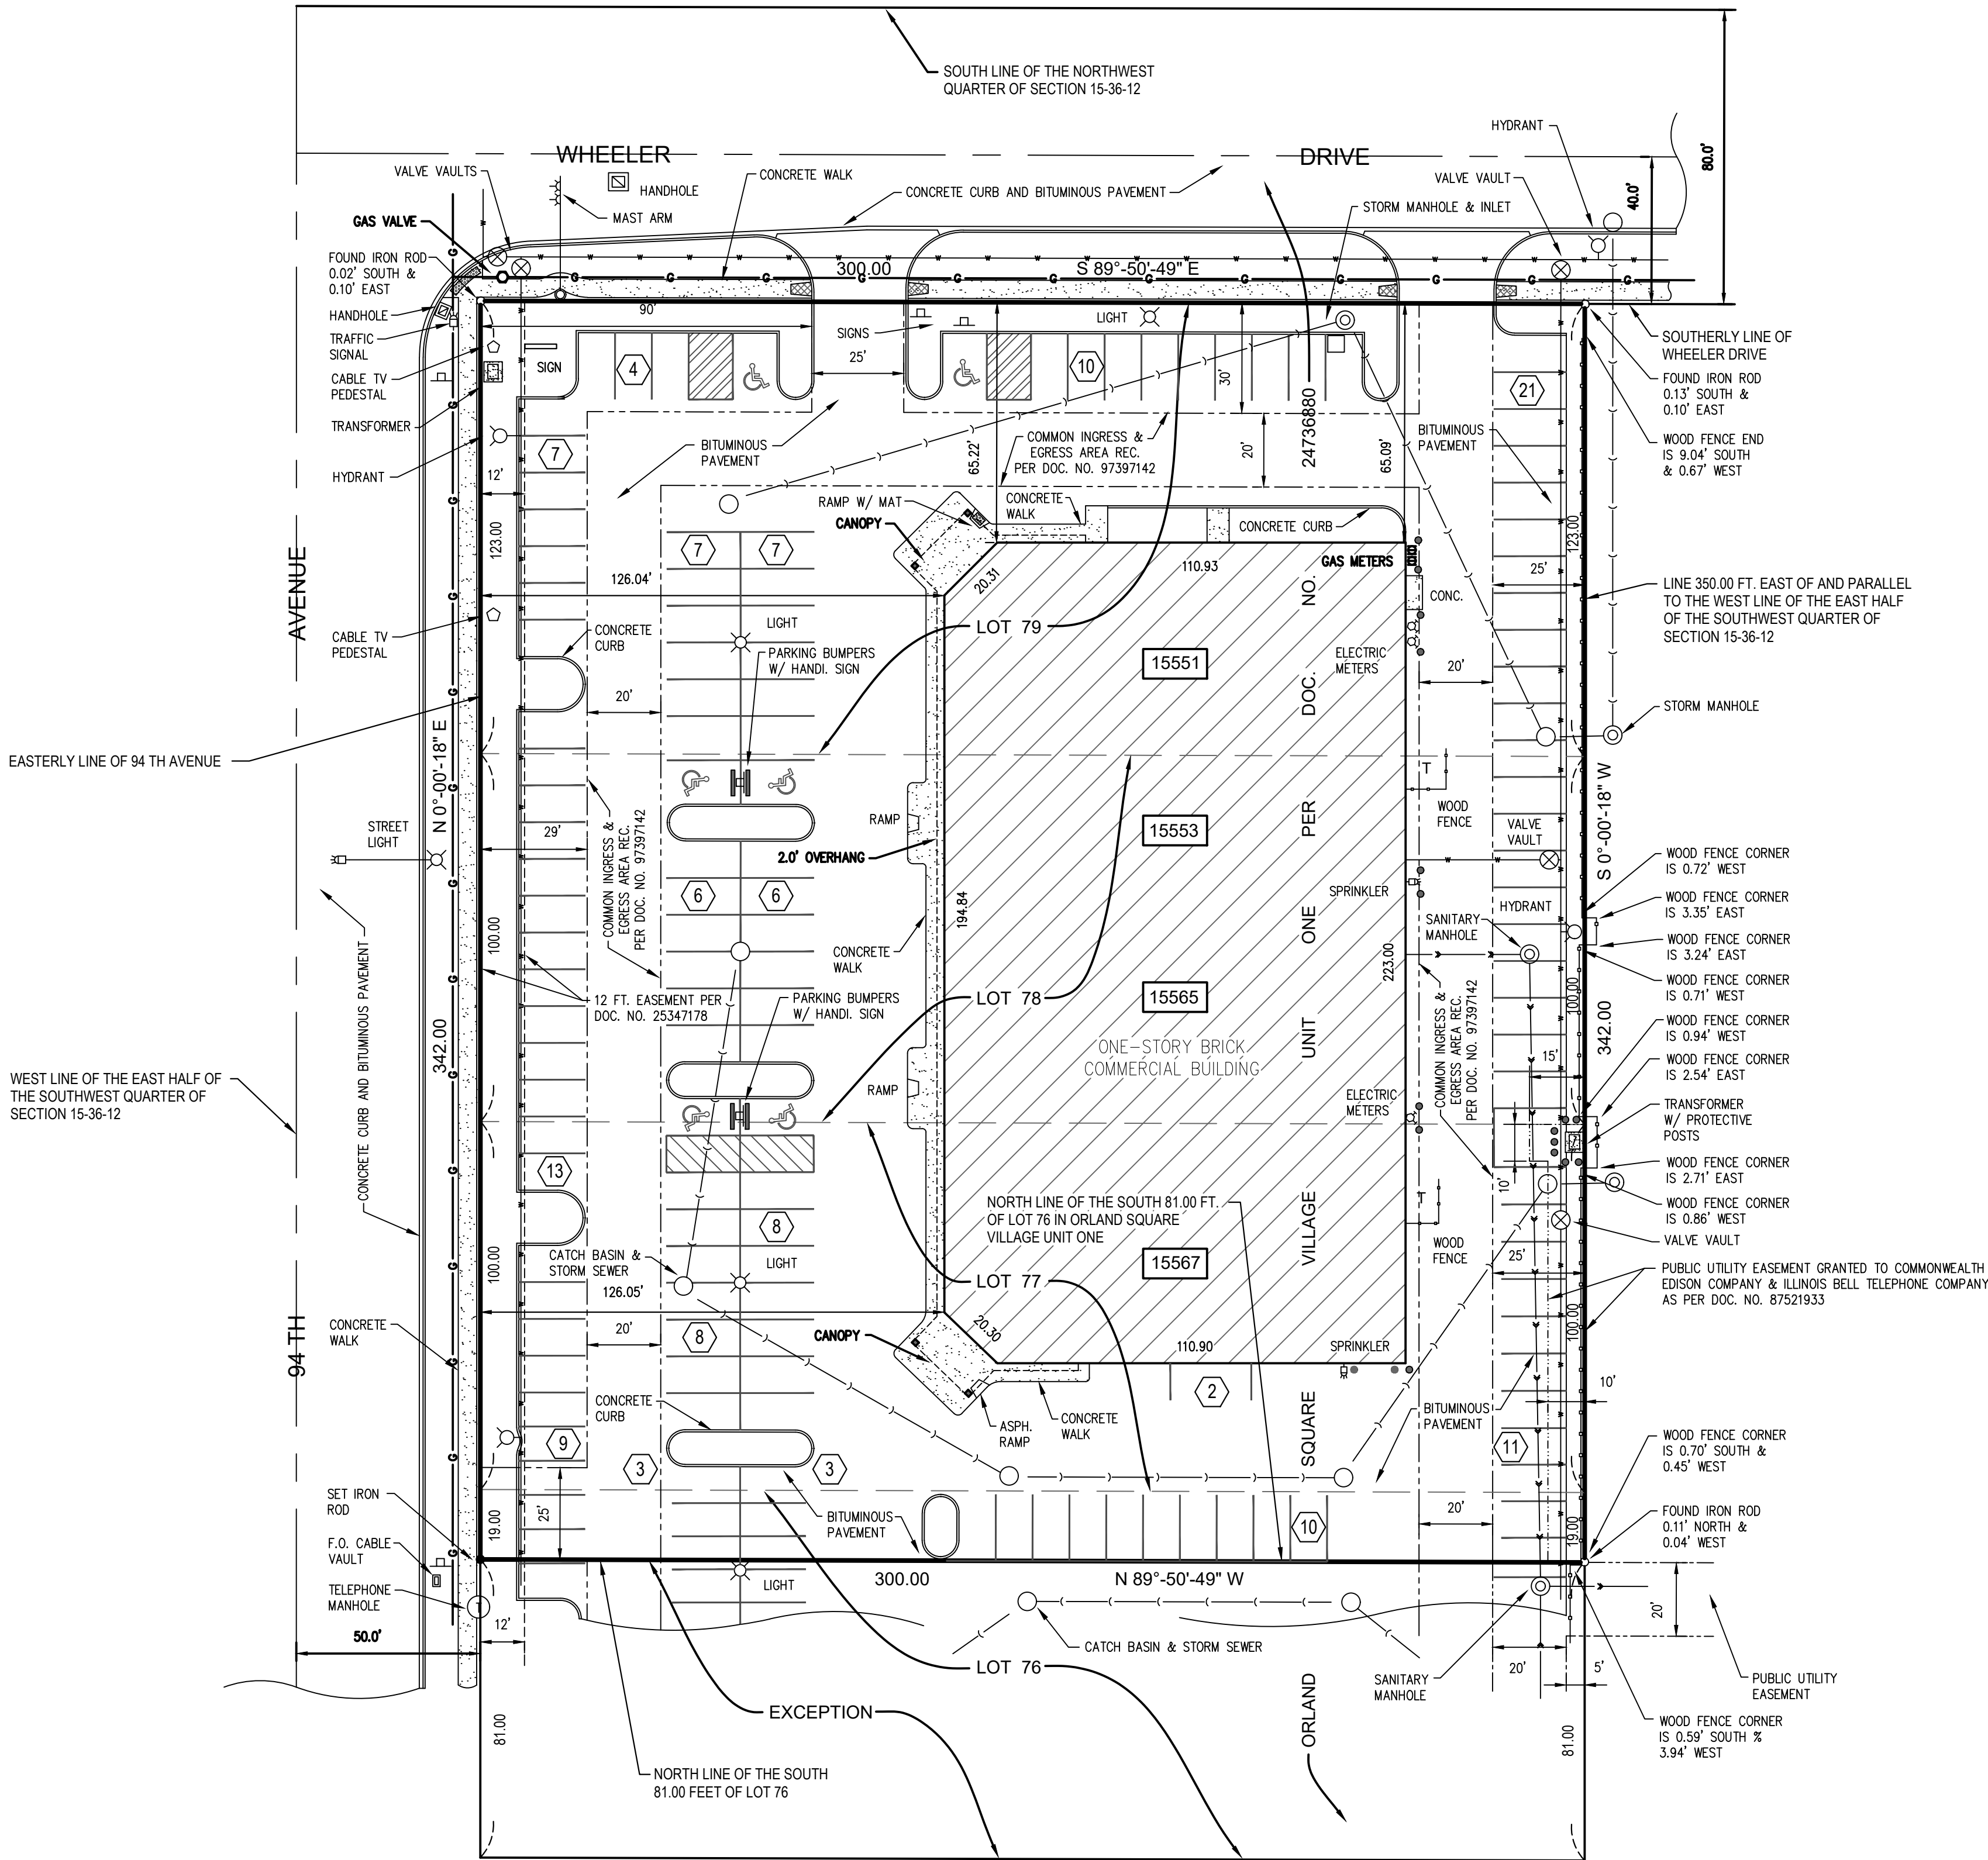 SOUTH LINE OF THE NORTHWEST
QUARTER OF SECTION 15-36-12
HYDRANT
80.0'
WHEELER
DRIVE
VALVE VAULTS
HANDHOLE
CONCRETE WALK
CONCRETE CURB AND BITUMINOUS PAVEMENT
VALVE VAULT
40.0'
MAST ARM
STORM MANHOLE & INLET
GAS VALVE
FOUND IRON ROD
0.02' SOUTH &
0.10' EAST
300.00
S 89°-50'-49" E
HANDHOLE
90'
SIGNS
LIGHT
TRAFFIC
SIGNAL
SIGN
25'
SOUTHERLY LINE OF
WHEELER DRIVE
CABLE TV
PEDESTAL
4
10
30'
21
FOUND IRON ROD
0.13' SOUTH &
0.10' EAST
TRANSFORMER
24736880
BITUMINOUS
PAVEMENT
COMMON INGRESS &
EGRESS AREA REC.
PER DOC. NO. 97397142
BITUMINOUS
PAVEMENT
WOOD FENCE END
IS 9.04' SOUTH
& 0.67' WEST
7
65.22'
20'
65.09'
HYDRANT
12'
RAMP W/ MAT
CONCRETE
WALK
CANOPY
CONCRETE CURB
123.00
123.00
7
7
GAS METERS
AVENUE
126.04'
20.31
110.93
NO.
CONC.
25'
LINE 350.00 FT. EAST OF AND PARALLEL
TO THE WEST LINE OF THE EAST HALF
OF THE SOUTHWEST QUARTER OF
SECTION 15-36-12
CABLE TV
PEDESTAL
CONCRETE
CURB
LIGHT
LOT 79
PARKING BUMPERS
W/ HANDI. SIGN
15551
ELECTRIC
METERS
20'
20'
DOC.
STORM MANHOLE
N 0°-00'-18" E
EASTERLY LINE OF 94 TH AVENUE
T
S 0°-00'-18" W
STREET
LIGHT
29'
COMMON INGRESS &
EGRESS AREA REC.
PER DOC. NO. 97397142
RAMP
15553
PER
WOOD
FENCE
VALVE
VAULT
2.0' OVERHANG
WOOD FENCE CORNER
IS 0.72' WEST
6
6
194.84
SPRINKLER
WOOD FENCE CORNER
IS 3.35' EAST
HYDRANT
SANITARY
MANHOLE
ONE
100.00
CONCRETE
WALK
WOOD FENCE CORNER
IS 3.24' EAST
CONCRETE CURB AND BITUMINOUS PAVEMENT
223.00
WOOD FENCE CORNER
IS 0.71' WEST
12 FT. EASEMENT PER
DOC. NO. 25347178
PARKING BUMPERS
W/ HANDI. SIGN
LOT 78
15565
100.00
COMMON INGRESS &
EGRESS AREA REC.
PER DOC. NO. 97397142
WOOD FENCE CORNER
IS 0.94' WEST
342.00
342.00
UNIT
ONE-STORY BRICK
COMMERCIAL BUILDING
15'
WOOD FENCE CORNER
IS 2.54' EAST
WEST LINE OF THE EAST HALF OF
THE SOUTHWEST QUARTER OF
SECTION 15-36-12
RAMP
ELECTRIC
METERS
TRANSFORMER
W/ PROTECTIVE
POSTS
13
WOOD FENCE CORNER
IS 2.71' EAST
10'
T
NORTH LINE OF THE SOUTH 81.00 FT.
OF LOT 76 IN ORLAND SQUARE
VILLAGE UNIT ONE
WOOD FENCE CORNER
IS 0.86' WEST
VILLAGE
8
VALVE VAULT
WOOD
FENCE
25'
CATCH BASIN &
STORM SEWER
LIGHT
15567
PUBLIC UTILITY EASEMENT GRANTED TO COMMONWEALTH
EDISON COMPANY & ILLINOIS BELL TELEPHONE COMPANY
AS PER DOC. NO. 87521933
100.00
LOT 77
126.05'
100.00
CONCRETE
WALK
20'
8
CANOPY
20.30
110.90
SPRINKLER
94 TH
2
10'
CONCRETE
CURB
ASPH.
RAMP
CONCRETE
WALK
BITUMINOUS
PAVEMENT
SQUARE
9
3
3
11
WOOD FENCE CORNER
IS 0.70' SOUTH &
0.45' WEST
SET IRON
ROD
19.00
25'
BITUMINOUS
PAVEMENT
10
20'
19.00
FOUND IRON ROD
0.11' NORTH &
0.04' WEST
F.O. CABLE
VAULT
LIGHT
300.00
N 89°-50'-49" W
TELEPHONE
MANHOLE
T
12'
20'
50.0'
CATCH BASIN & STORM SEWER
LOT 76
SANITARY
MANHOLE
20'
5'
PUBLIC UTILITY
EASEMENT
EXCEPTION
ORLAND
81.00
81.00
WOOD FENCE CORNER
IS 0.59' SOUTH %
3.94' WEST
NORTH LINE OF THE SOUTH
81.00 FEET OF LOT 76